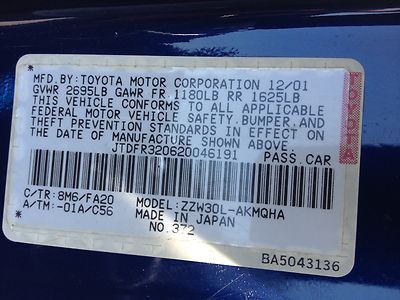 MFD.BY:TOYOTA MOTOR CORPORATION 12/01
GVWR 2695LB GAWR FR 1180LB RR 1625LB
THIS VEHICLE CONFORMS TO ALL APPLICABLE
FEDERAL MOTOR VEHICLE SAFETY,BUMPER,AND
THEFT PREVENTION STANDARDS IN EFFECT ON
THE DATE OF MANUFACTURE SHOWN ABOVE.
JTDFR320620046191 PASS.CAR
C/TR:8M6/FA20 MODEL:ZZW30L-AKMQHA
A/TM:-01A/C56 MADE IN JAPAN
NO.372
BA5043136
TOYOTA